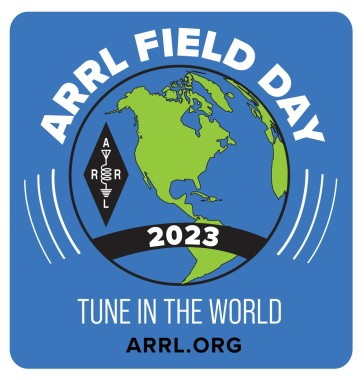 ARRL FIELD DAY
A
R R
L
2023
TUNE IN THE WORLD
ARRL.ORG